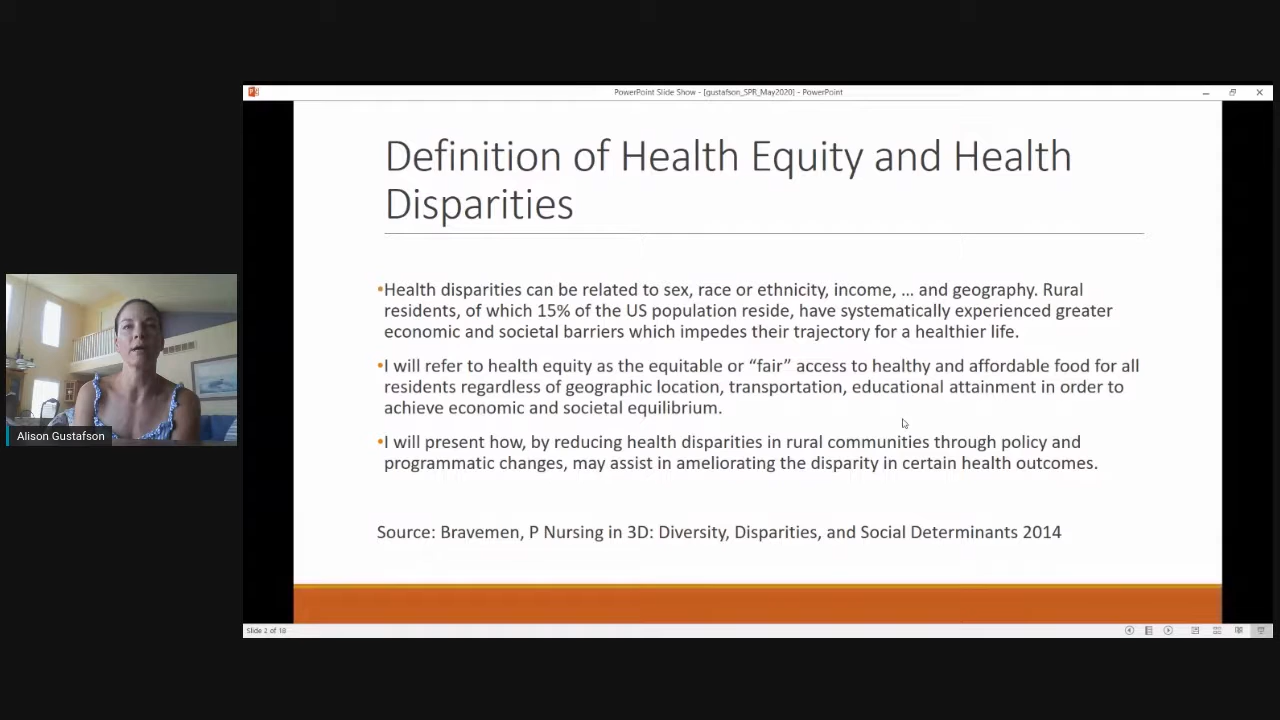 PowerPoint Slide Show - [gustafson_SPR_May2020] - PowerPoint
Definition of Health Equity and Health
Disparities
•Health disparities can be related to sex, race or ethnicity, income, … and geography. Rural
residents, of which 15% of the US population reside, have systematically experienced greater
economic and societal barriers which impedes their trajectory for a healthier life.
•I will refer to health equity as the equitable or “fair” access to healthy and affordable food for all
residents regardless of geographic location, transportation, educational attainment in order to
achieve economic and societal equilibrium.
•I will present how, by reducing health disparities in rural communities through policy and
programmatic changes, may assist in ameliorating the disparity in certain health outcomes.
Source: Bravemen, P Nursing in 3D: Diversity, Disparities, and Social Determinants 2014
Alison Gustafson
Slide 2 of 18